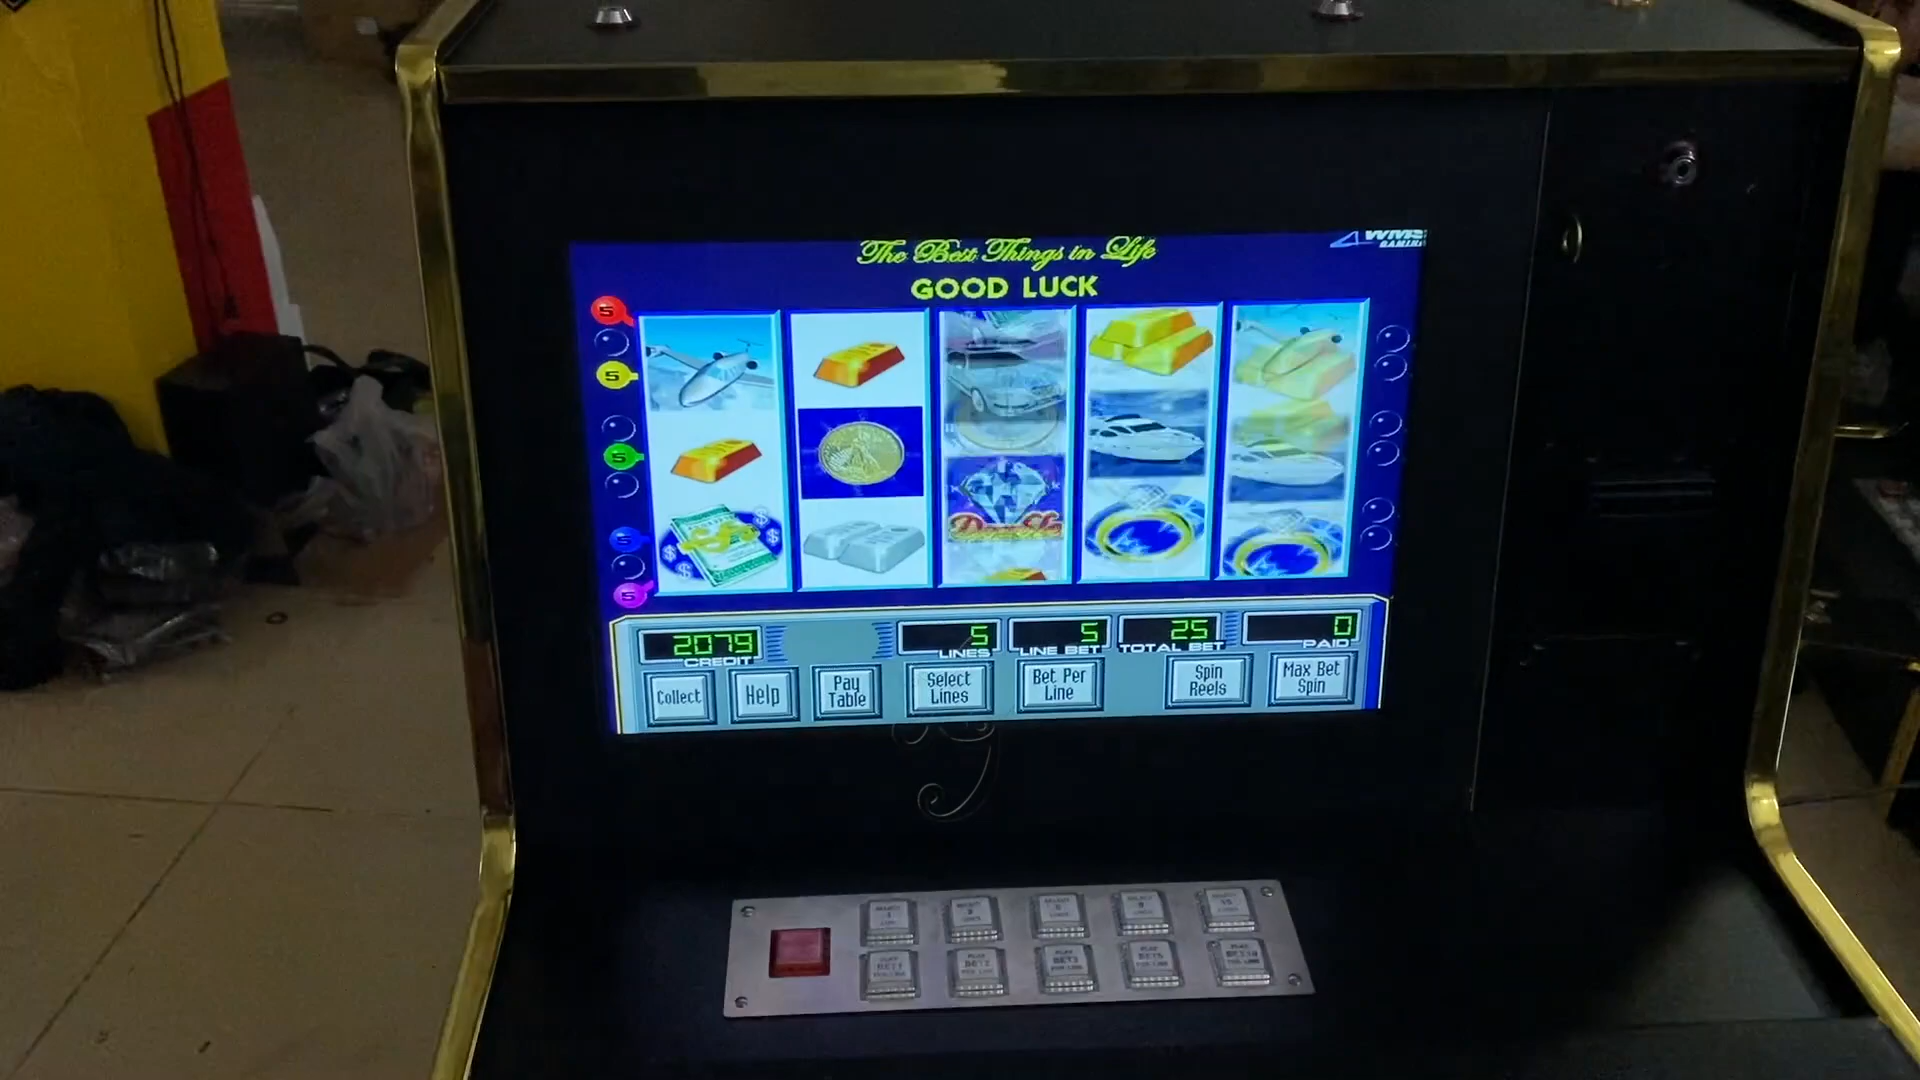 The Best Things in Life
WMS
GAMING
GOOD LUCK
5
5
5
5
5
2079
CREDIT
5
LINES
5
LINE BET
25
TOTAL BET
0
PAID
Collect
Help
Pay
Table
Select
Lines
Bet Per
Line
Spin
Reels
Max Bet
Spin